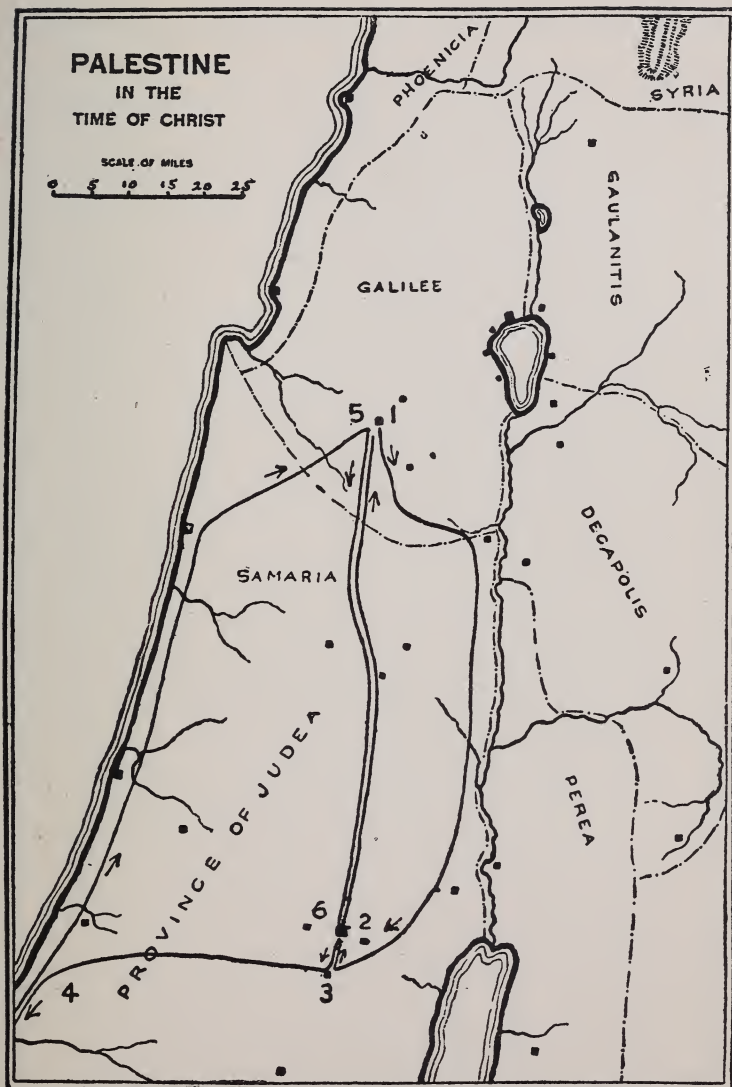 PALESTINE
IN THE
TIME OF CHRIST
SCALE OF MILES
0 5 10 15 20 25
PHOENICIA
SYRIA
GAULANITIS
GALILEE
5 1
DECAPOLIS
SAMARIA
PROVINCE OF JUDEA
PEREA
6 2
3
4